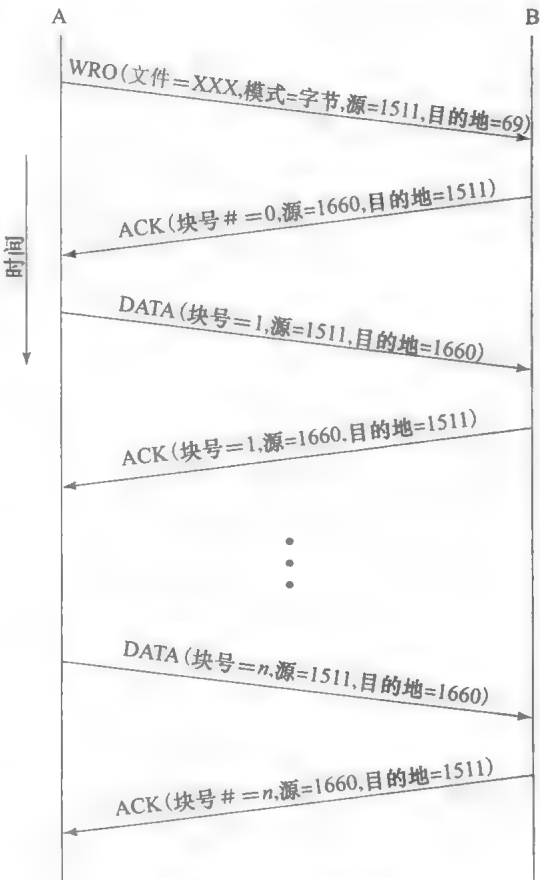 A
B
WRO(文件=XXX,模式=字节,源=1511,目的地=69)
ACK(块号#=0,源=1660,目的地=1511)
时间
DATA(块号=1,源=1511,目的地=1660)
ACK(块号=1,源=1660.目的地=1511)
DATA(块号=n,源=1511,目的地=1660)
ACK(块号#=n,源=1660,目的地=1511)